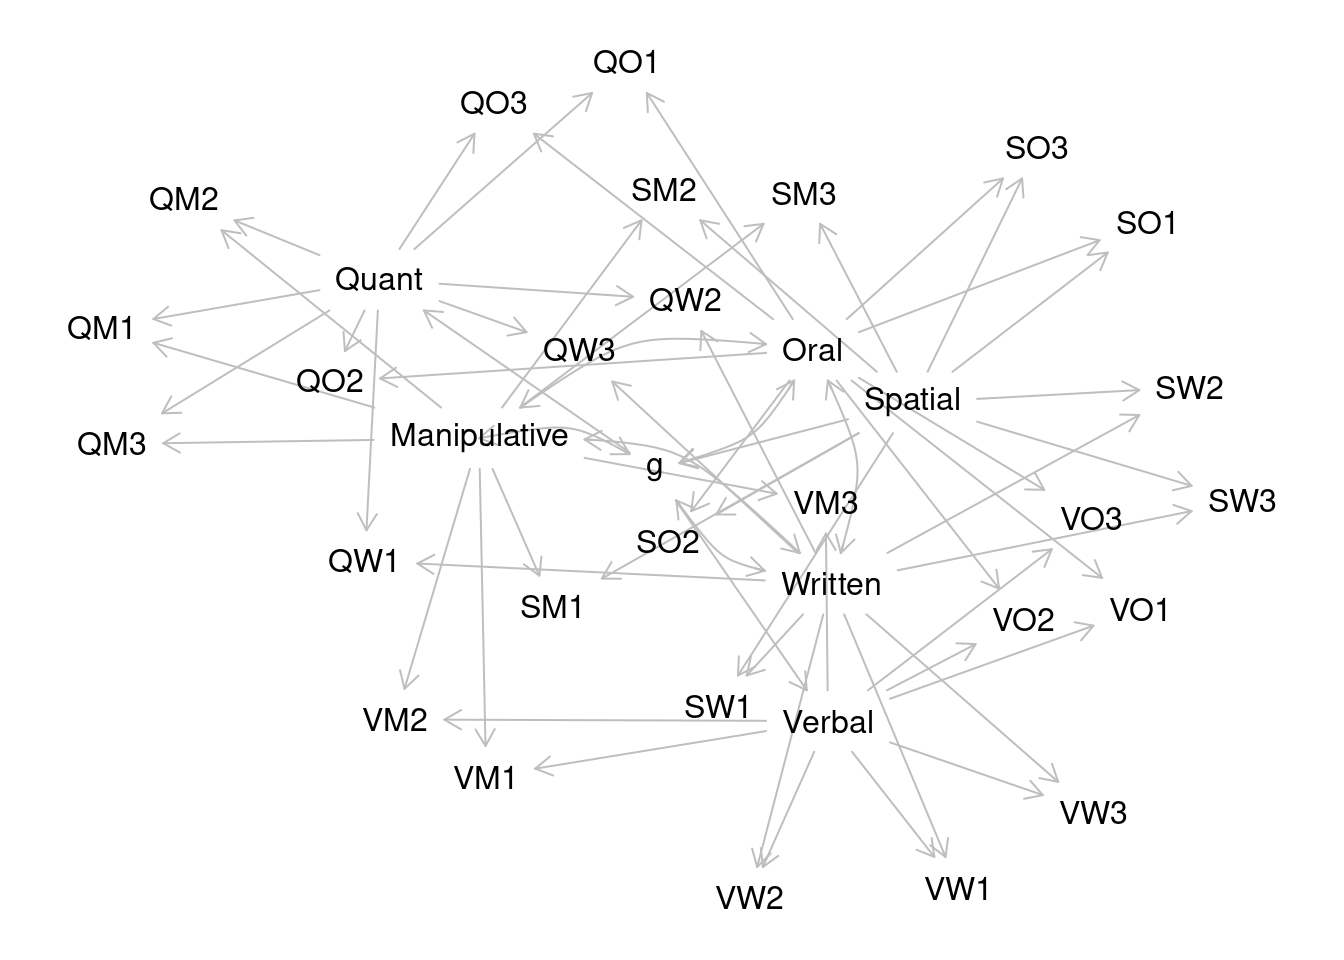 QO1
QO3
SO3
SM2
SM3
QM2
SO1
Quant
QW2
QM1
QW3
Oral
QO2
SW2
Spatial
Manipulative
QM3
g
VM3
SW3
VO3
SO2
QW1
Written
SM1
VO1
VO2
SW1
VM2
Verbal
VM1
VW3
VW1
VW2